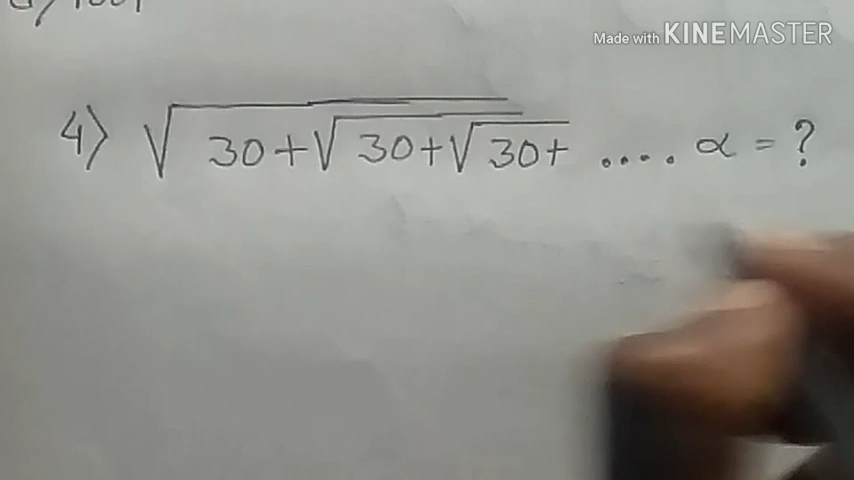 Made with KINEMASTER
4) √30+√30+√30+ .... α = ?